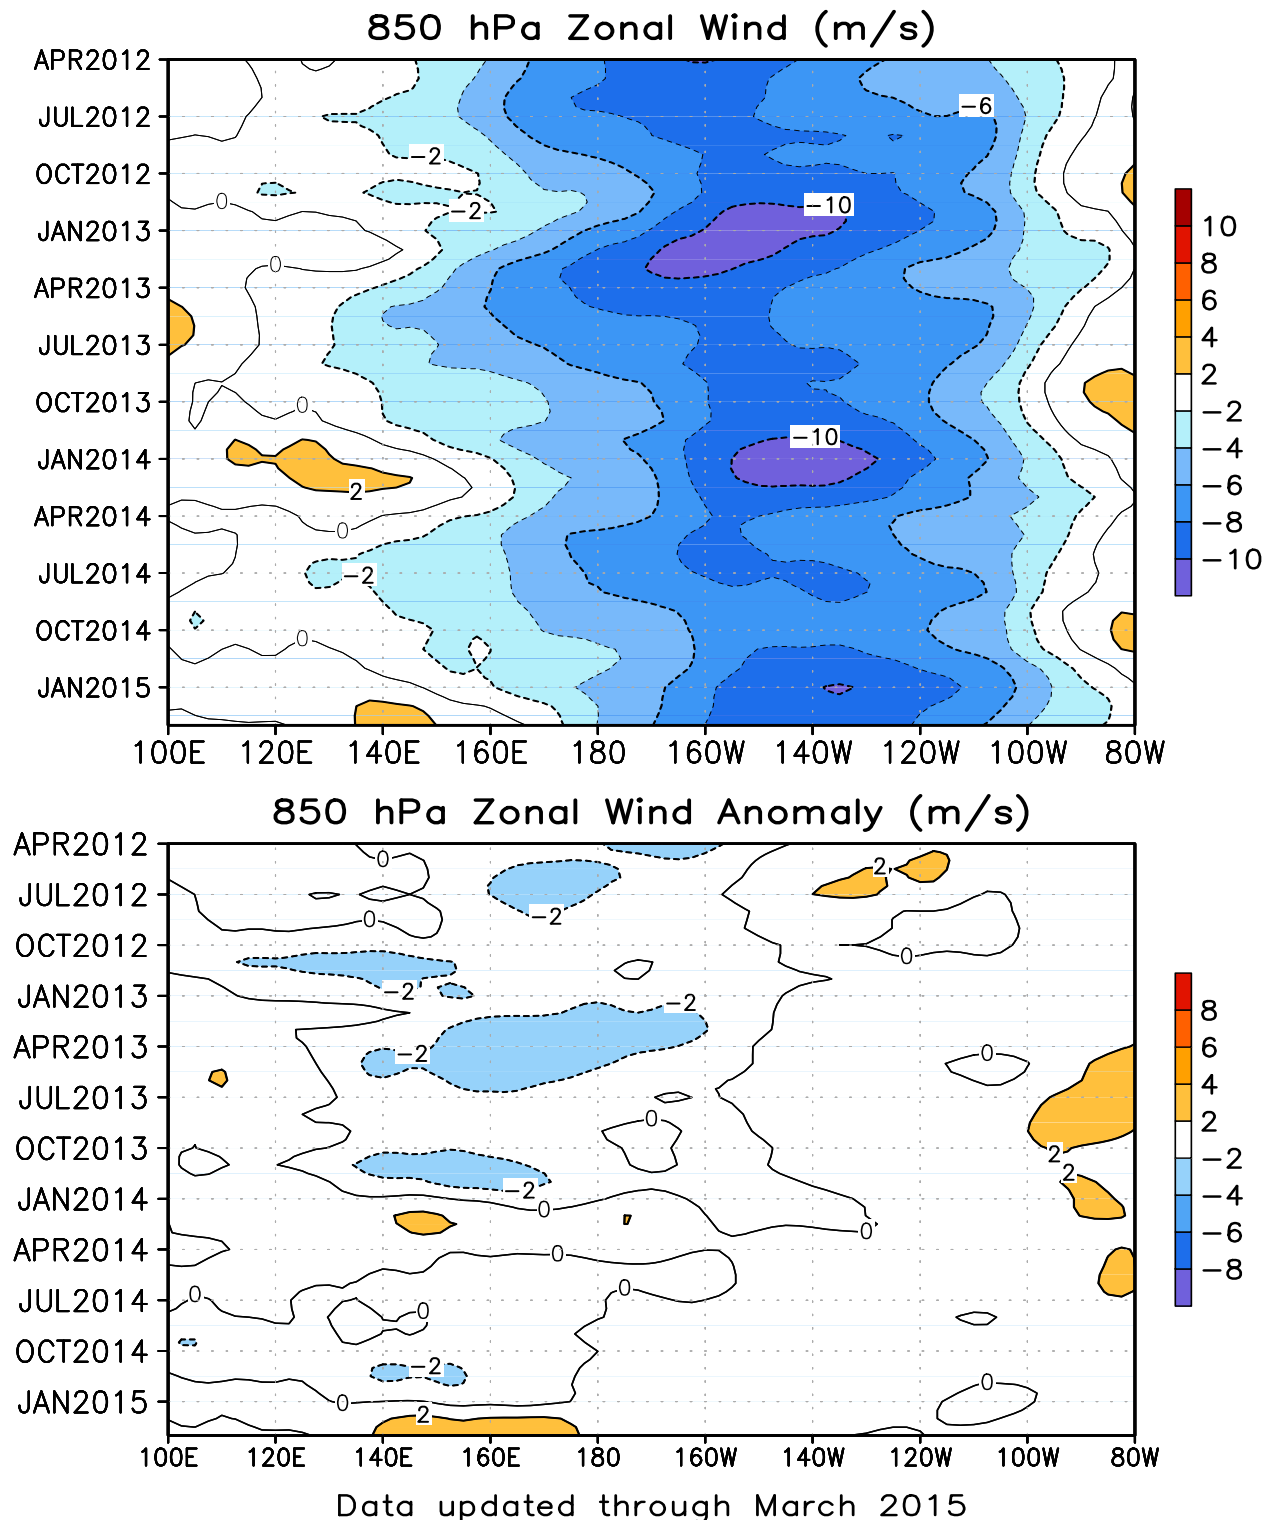 850 hPa Zonal Wind (m/s)
APR2012
JUL2012
OCT2012
JAN2013
APR2013
JUL2013
OCT2013
JAN2014
APR2014
JUL2014
OCT2014
JAN2015
-6
-2
-2
0
-10
0
0
-10
2
0
-2
0
100E 120E 140E 160E 180 160W 140W 120W 100W 80W
10
8
6
4
2
-2
-4
-6
-8
-10
850 hPa Zonal Wind Anomaly (m/s)
APR2012
JUL2012
OCT2012
JAN2013
APR2013
JUL2013
OCT2013
JAN2014
APR2014
JUL2014
OCT2014
JAN2015
0
2
0
-2
0
-2
-2
-2
0
0
2
2
-2
0
0
0
0
0
0
-2
0
0
2
100E 120E 140E 160E 180 160W 140W 120W 100W 80W
8
6
4
2
-2
-4
-6
-8
Data updated through March 2015